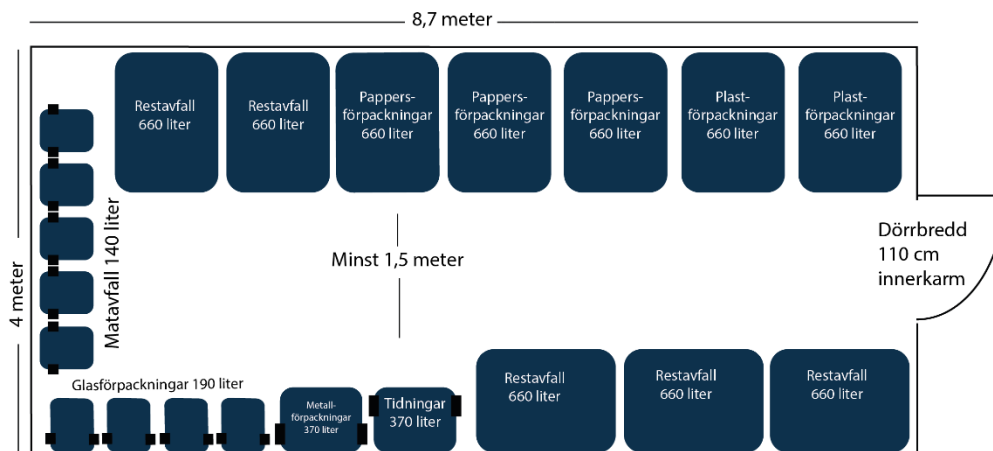 8,7 meter
4 meter
Restavfall
660 liter
Restavfall
660 liter
Pappers-
förpackningar
660 liter
Pappers-
förpackningar
660 liter
Pappers-
förpackningar
660 liter
Plast-
förpackningar
660 liter
Plast-
förpackningar
660 liter
Matavfall 140 liter
Minst 1,5 meter
Dörrbredd
110 cm
innerkarm
Glasförpackningar 190 liter
Metall-
förpackningar
370 liter
Tidningar
370 liter
Restavfall
660 liter
Restavfall
660 liter
Restavfall
660 liter